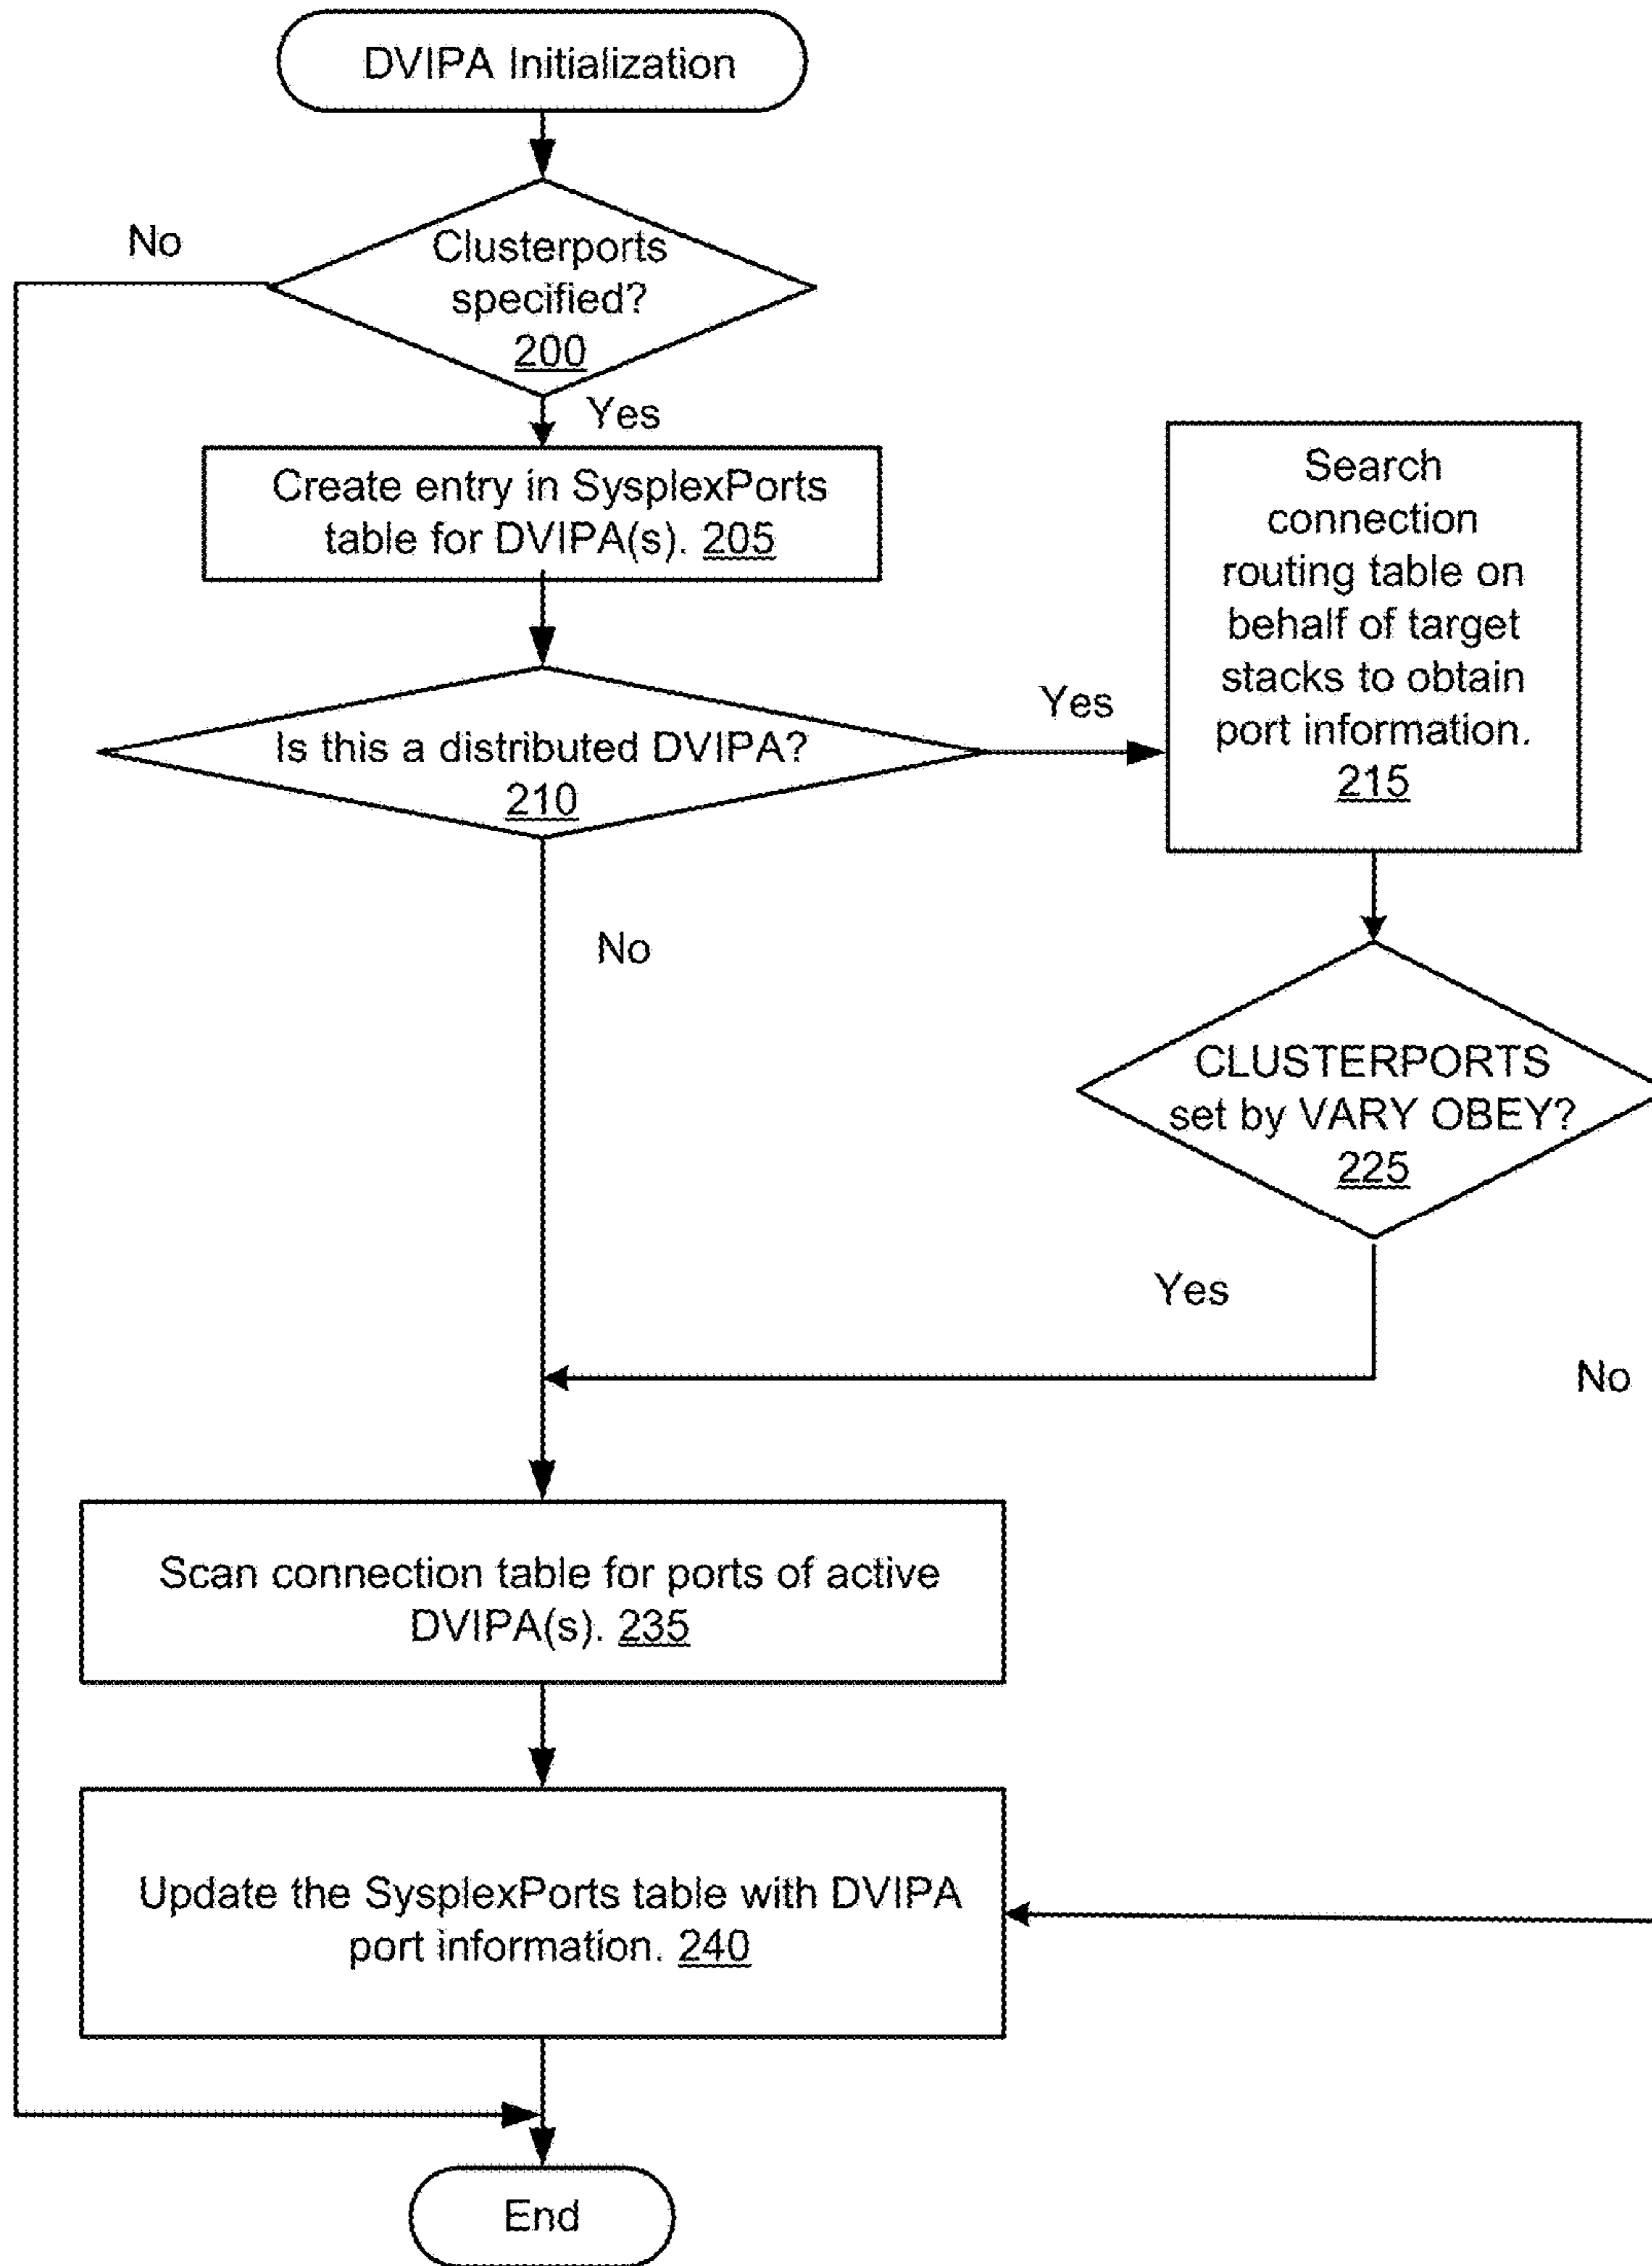 DVIPA Initialization
No
Clusterports
specified?
200
Yes
Create entry in SysplexPorts
table for DVIPA(s). 205
Is this a distributed DVIPA?
210
Yes
Search
connection
routing table on
behalf of target
stacks to obtain
port information.
215
No
CLUSTERPORTS
set by VARY OBEY?
225
Yes
No
Scan connection table for ports of active
DVIPA(s). 235
Update the SysplexPorts table with DVIPA
port information. 240
End